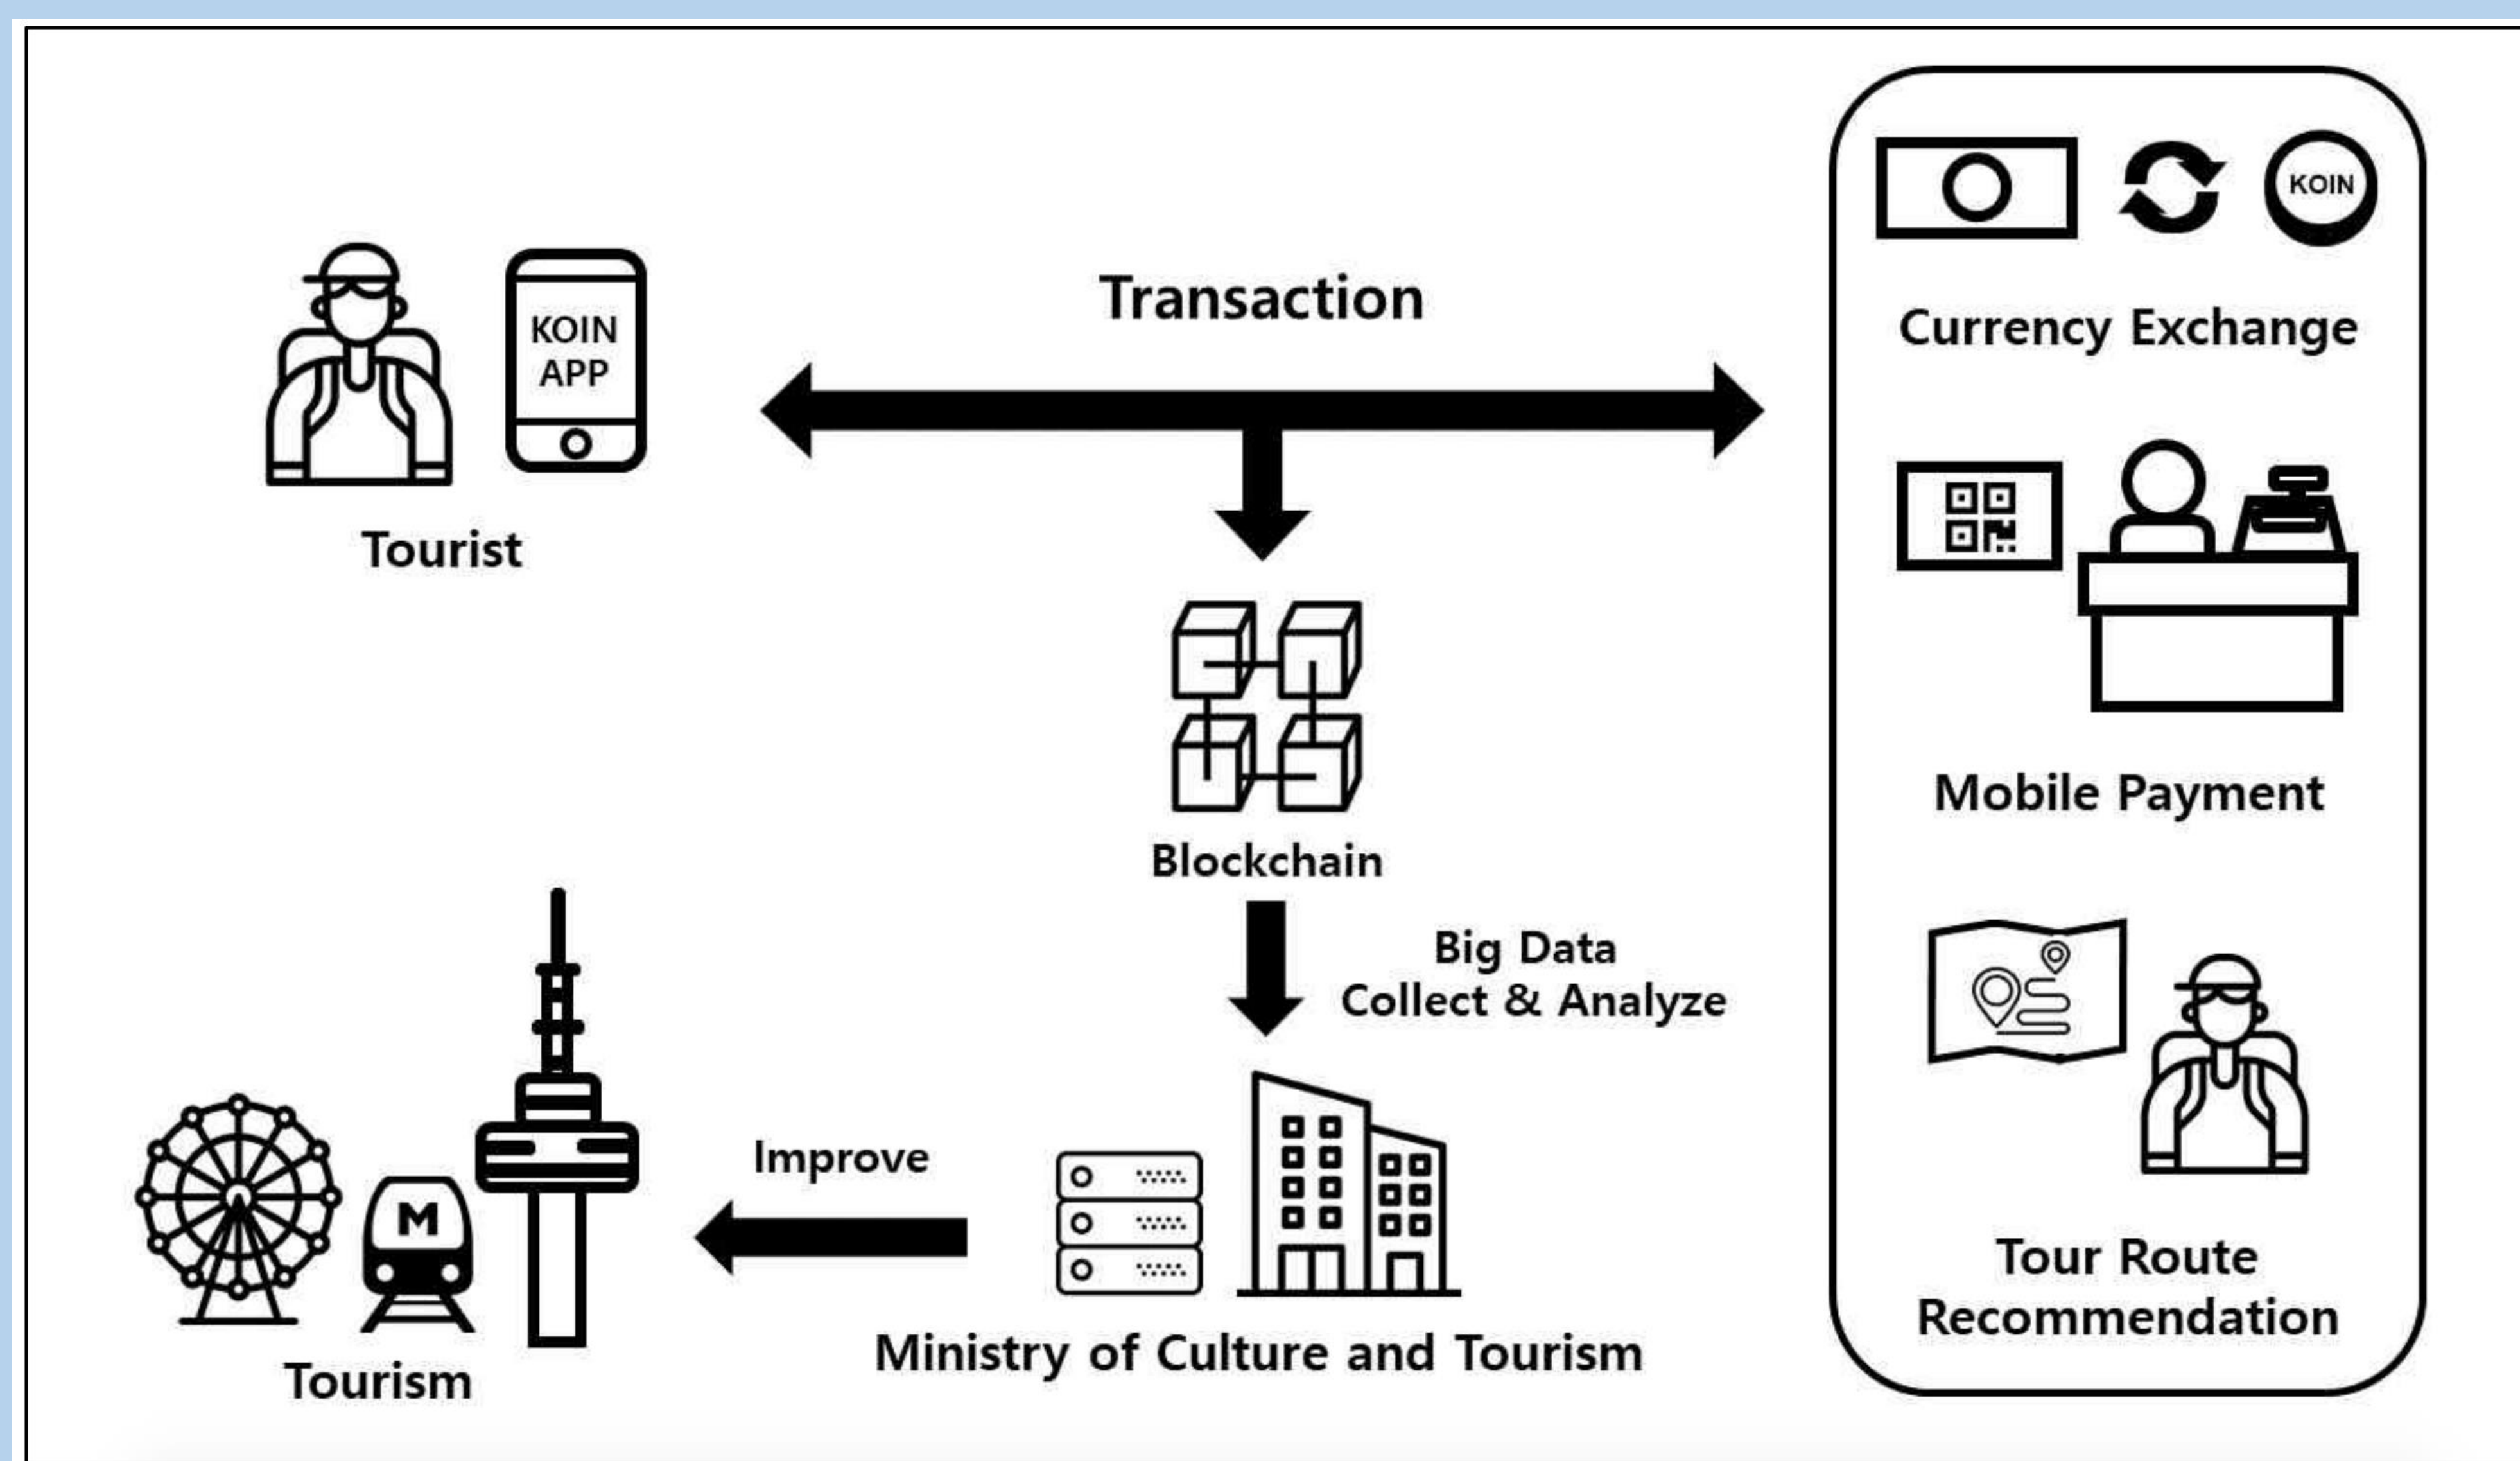 KOIN
APP
Tourist
Transaction
KOIN
Currency Exchange
Mobile Payment
Blockchain
Big Data
Collect & Analyze
Improve
M
Tourism
Ministry of Culture and Tourism
Tour Route
Recommendation